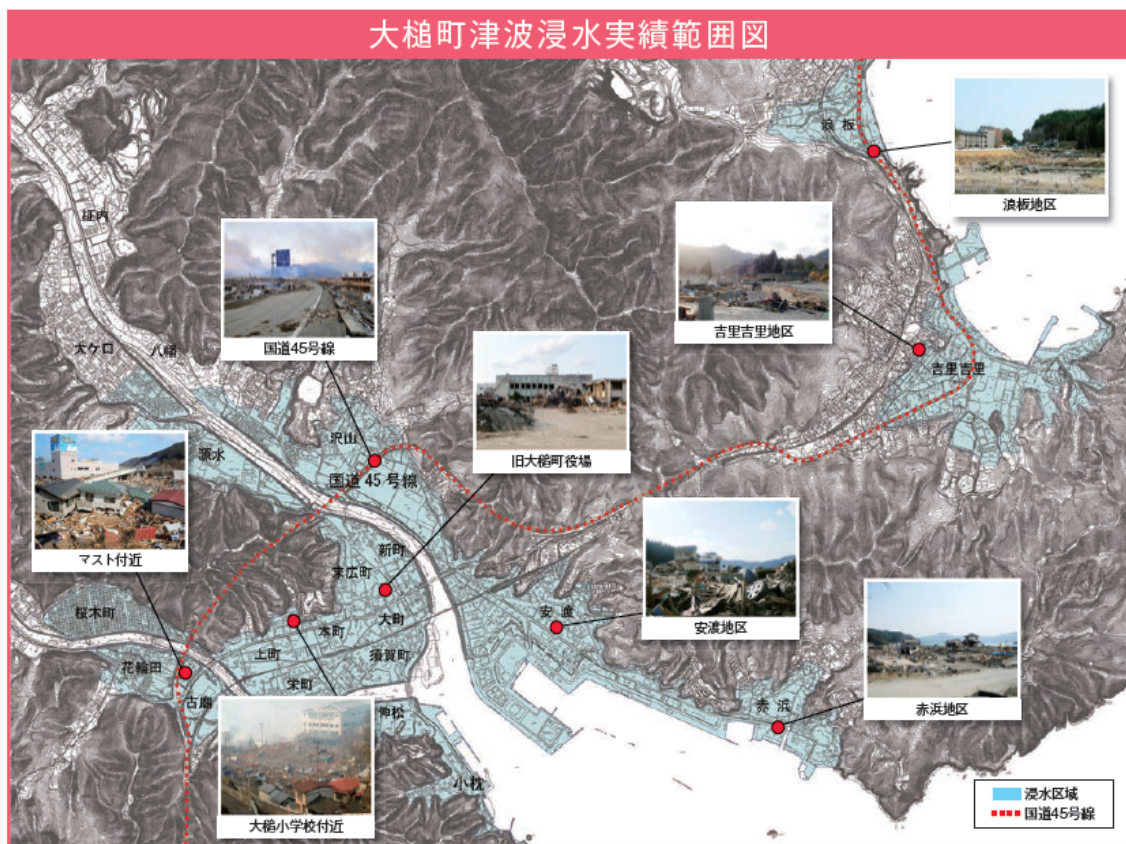 大槌町津波浸水実績範囲図
浪板
浪板地区
柾内
国道45号線
吉里吉里地区
大ケ口
八幡
吉里吉里
旧大槌町役場
沢山
源水
国道45号線
マスト付近
新町
末広町
安渡
安渡地区
桜木町
大町
本町
上町
須賀町
花輪田
栄町
古廟
伸松
赤浜
赤浜地区
小枕
大槌小学校付近
浸水区域
国道45号線